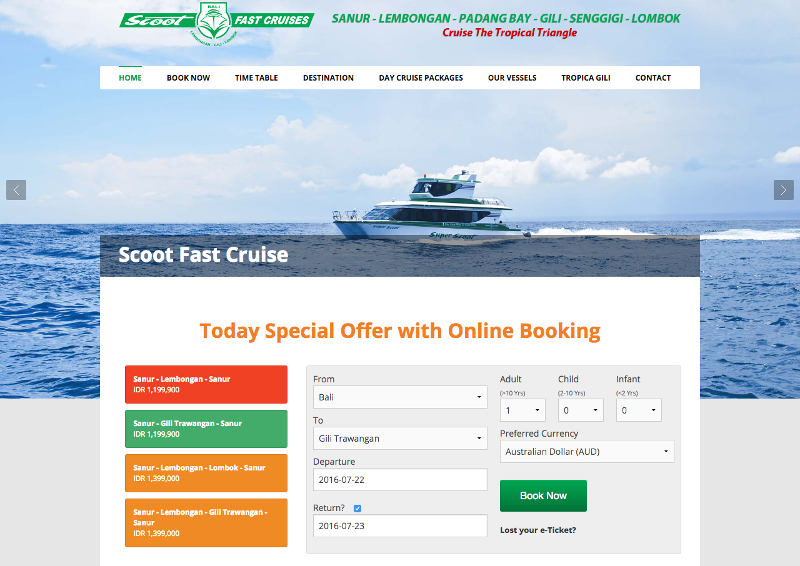 BALI
Scoot FAST CRUISES
SANUR - LEMBONGAN - PADANG BAY - GILI - SENGGIGI - LOMBOK
Cruise The Tropical Triangle
HOME BOOK NOW TIME TABLE DESTINATION DAY CRUISE PACKAGES OUR VESSELS TROPICA GILI CONTACT
Super Scoot
Scoot Fast Cruise
Today Special Offer with Online Booking
Sanur - Lembongan - Sanur
IDR 1,199,900
Sanur - Gili Trawangan - Sanur
IDR 1,199,900
Sanur - Lembongan - Lombok - Sanur
IDR 1,399,000
Sanur - Lembongan - Gili Trawangan -
Sanur
IDR 1,399,000
From
Bali
To
Gili Trawangan
Departure
2016-07-22
Return?
2016-07-23
Adult Child Infant
(>10 Yrs) (2-10 Yrs) (<2 Yrs)
1 0 0
Preferred Currency
Australian Dollar (AUD)
Book Now
Lost your e-Ticket?